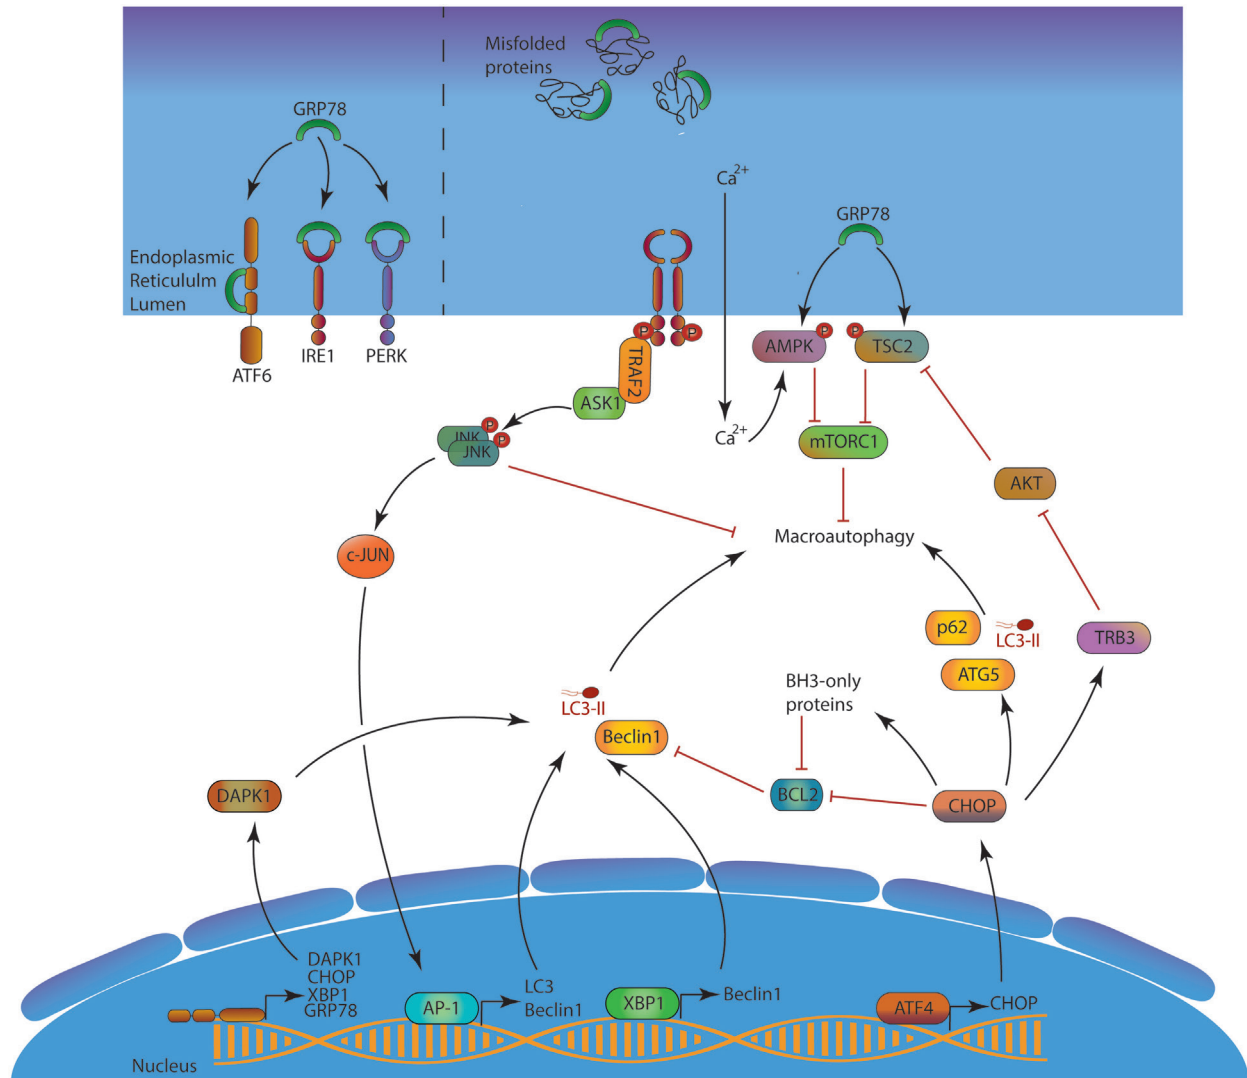 Misfolded
proteins
GRP78
Ca2+
GRP78
Endoplasmic
Reticululm
Lumen
ATF6
IRE1
PERK
P
P
TRAF2
ASK1
AMPK
P
P
TSC2
Ca2+
mTORC1
JNK
P
JNK
P
AKT
Macroautophagy
c-JUN
p62
LC3-II
TRB3
ATG5
BH3-only
proteins
LC3-II
Beclin1
DAPK1
BCL2
CHOP
DAPK1
CHOP
XBP1
GRP78
AP-1
LC3
Beclin1
XBP1
Beclin1
ATF4
CHOP
Nucleus